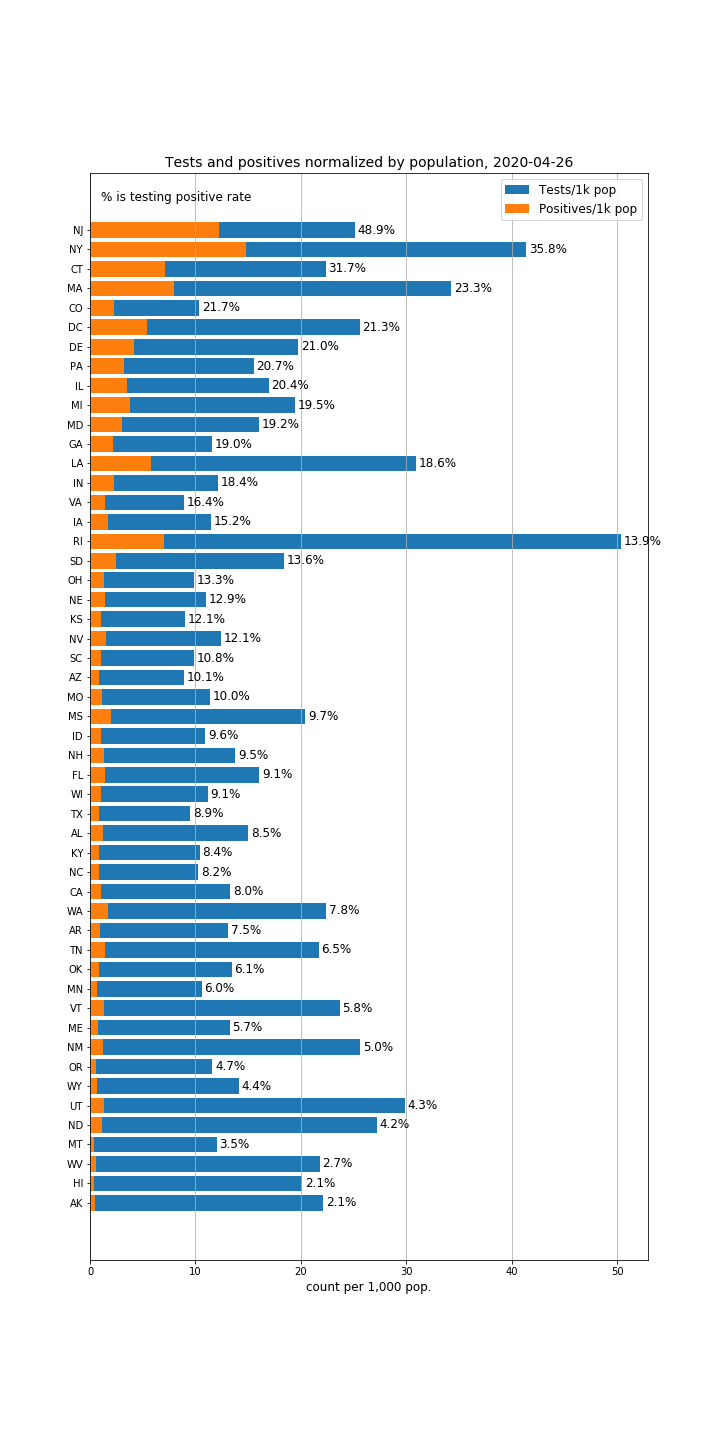 Tests and positives normalized by population, 2020-04-26
% is testing positive rate
Tests/1k pop
Positives/1k pop
NJ 48.9%
NY 35.8%
CT 31.7%
MA 23.3%
CO 21.7%
DC 21.3%
DE 21.0%
PA 20.7%
IL 20.4%
MI 19.5%
MD 19.2%
GA 19.0%
LA 18.6%
IN 18.4%
VA 16.4%
IA 15.2%
RI 13.9%
SD 13.6%
OH 13.3%
NE 12.9%
KS 12.1%
NV 12.1%
SC 10.8%
AZ 10.1%
MO 10.0%
MS 9.7%
ID 9.6%
NH 9.5%
FL 9.1%
WI 9.1%
TX 8.9%
AL 8.5%
KY 8.4%
NC 8.2%
CA 8.0%
WA 7.8%
AR 7.5%
TN 6.5%
OK 6.1%
MN 6.0%
VT 5.8%
ME 5.7%
NM 5.0%
OR 4.7%
WY 4.4%
UT 4.3%
ND 4.2%
MT 3.5%
WV 2.7%
HI 2.1%
AK 2.1%
0 10 20 30 40 50
count per 1,000 pop.